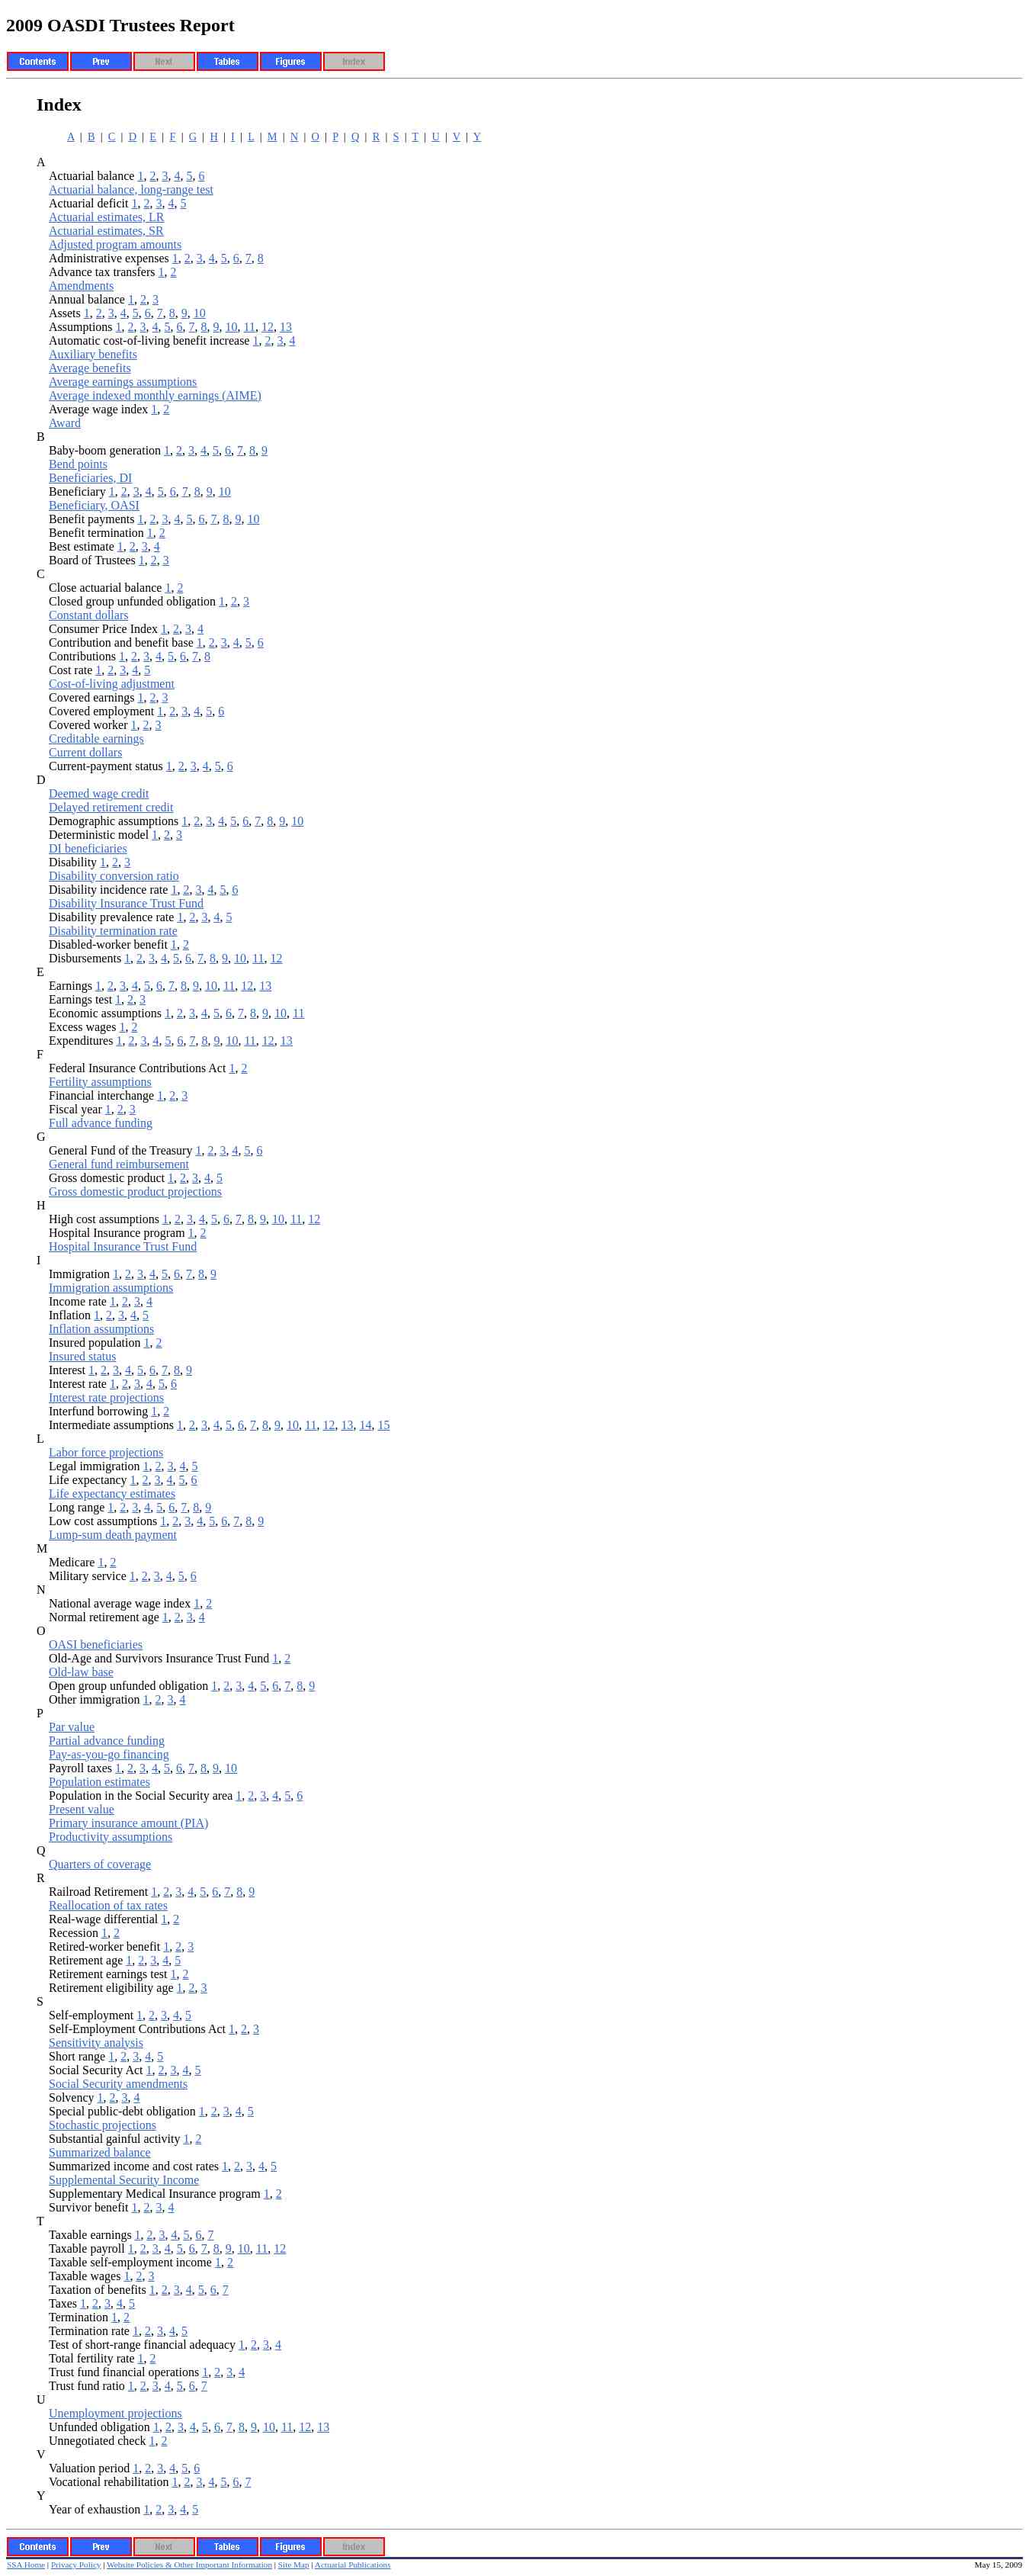 2009 OASDI Trustees Report
Contents Prev Next Tables Figures Index
Index
A | B | C | D | E | F | G | H | I | L | M | N | O | P | Q | R | S | T | U | V | Y
A
Actuarial balance 1, 2, 3, 4, 5, 6
Actuarial balance, long-range test
Actuarial deficit 1, 2, 3, 4, 5
Actuarial estimates, LR
Actuarial estimates, SR
Adjusted program amounts
Administrative expenses 1, 2, 3, 4, 5, 6, 7, 8
Advance tax transfers 1, 2
Amendments
Annual balance 1, 2, 3
Assets 1, 2, 3, 4, 5, 6, 7, 8, 9, 10
Assumptions 1, 2, 3, 4, 5, 6, 7, 8, 9, 10, 11, 12, 13
Automatic cost-of-living benefit increase 1, 2, 3, 4
Auxiliary benefits
Average benefits
Average earnings assumptions
Average indexed monthly earnings (AIME)
Average wage index 1, 2
Award
B
Baby-boom generation 1, 2, 3, 4, 5, 6, 7, 8, 9
Bend points
Beneficiaries, DI
Beneficiary 1, 2, 3, 4, 5, 6, 7, 8, 9, 10
Beneficiary, OASI
Benefit payments 1, 2, 3, 4, 5, 6, 7, 8, 9, 10
Benefit termination 1, 2
Best estimate 1, 2, 3, 4
Board of Trustees 1, 2, 3
C
Close actuarial balance 1, 2
Closed group unfunded obligation 1, 2, 3
Constant dollars
Consumer Price Index 1, 2, 3, 4
Contribution and benefit base 1, 2, 3, 4, 5, 6
Contributions 1, 2, 3, 4, 5, 6, 7, 8
Cost rate 1, 2, 3, 4, 5
Cost-of-living adjustment
Covered earnings 1, 2, 3
Covered employment 1, 2, 3, 4, 5, 6
Covered worker 1, 2, 3
Creditable earnings
Current dollars
Current-payment status 1, 2, 3, 4, 5, 6
D
Deemed wage credit
Delayed retirement credit
Demographic assumptions 1, 2, 3, 4, 5, 6, 7, 8, 9, 10
Deterministic model 1, 2, 3
DI beneficiaries
Disability 1, 2, 3
Disability conversion ratio
Disability incidence rate 1, 2, 3, 4, 5, 6
Disability Insurance Trust Fund
Disability prevalence rate 1, 2, 3, 4, 5
Disability termination rate
Disabled-worker benefit 1, 2
Disbursements 1, 2, 3, 4, 5, 6, 7, 8, 9, 10, 11, 12
E
Earnings 1, 2, 3, 4, 5, 6, 7, 8, 9, 10, 11, 12, 13
Earnings test 1, 2, 3
Economic assumptions 1, 2, 3, 4, 5, 6, 7, 8, 9, 10, 11
Excess wages 1, 2
Expenditures 1, 2, 3, 4, 5, 6, 7, 8, 9, 10, 11, 12, 13
F
Federal Insurance Contributions Act 1, 2
Fertility assumptions
Financial interchange 1, 2, 3
Fiscal year 1, 2, 3
Full advance funding
G
General Fund of the Treasury 1, 2, 3, 4, 5, 6
General fund reimbursement
Gross domestic product 1, 2, 3, 4, 5
Gross domestic product projections
H
High cost assumptions 1, 2, 3, 4, 5, 6, 7, 8, 9, 10, 11, 12
Hospital Insurance program 1, 2
Hospital Insurance Trust Fund
I
Immigration 1, 2, 3, 4, 5, 6, 7, 8, 9
Immigration assumptions
Income rate 1, 2, 3, 4
Inflation 1, 2, 3, 4, 5
Inflation assumptions
Insured population 1, 2
Insured status
Interest 1, 2, 3, 4, 5, 6, 7, 8, 9
Interest rate 1, 2, 3, 4, 5, 6
Interest rate projections
Interfund borrowing 1, 2
Intermediate assumptions 1, 2, 3, 4, 5, 6, 7, 8, 9, 10, 11, 12, 13, 14, 15
L
Labor force projections
Legal immigration 1, 2, 3, 4, 5
Life expectancy 1, 2, 3, 4, 5, 6
Life expectancy estimates
Long range 1, 2, 3, 4, 5, 6, 7, 8, 9
Low cost assumptions 1, 2, 3, 4, 5, 6, 7, 8, 9
Lump-sum death payment
M
Medicare 1, 2
Military service 1, 2, 3, 4, 5, 6
N
National average wage index 1, 2
Normal retirement age 1, 2, 3, 4
O
OASI beneficiaries
Old-Age and Survivors Insurance Trust Fund 1, 2
Old-law base
Open group unfunded obligation 1, 2, 3, 4, 5, 6, 7, 8, 9
Other immigration 1, 2, 3, 4
P
Par value
Partial advance funding
Pay-as-you-go financing
Payroll taxes 1, 2, 3, 4, 5, 6, 7, 8, 9, 10
Population estimates
Population in the Social Security area 1, 2, 3, 4, 5, 6
Present value
Primary insurance amount (PIA)
Productivity assumptions
Q
Quarters of coverage
R
Railroad Retirement 1, 2, 3, 4, 5, 6, 7, 8, 9
Reallocation of tax rates
Real-wage differential 1, 2
Recession 1, 2
Retired-worker benefit 1, 2, 3
Retirement age 1, 2, 3, 4, 5
Retirement earnings test 1, 2
Retirement eligibility age 1, 2, 3
S
Self-employment 1, 2, 3, 4, 5
Self-Employment Contributions Act 1, 2, 3
Sensitivity analysis
Short range 1, 2, 3, 4, 5
Social Security Act 1, 2, 3, 4, 5
Social Security amendments
Solvency 1, 2, 3, 4
Special public-debt obligation 1, 2, 3, 4, 5
Stochastic projections
Substantial gainful activity 1, 2
Summarized balance
Summarized income and cost rates 1, 2, 3, 4, 5
Supplemental Security Income
Supplementary Medical Insurance program 1, 2
Survivor benefit 1, 2, 3, 4
T
Taxable earnings 1, 2, 3, 4, 5, 6, 7
Taxable payroll 1, 2, 3, 4, 5, 6, 7, 8, 9, 10, 11, 12
Taxable self-employment income 1, 2
Taxable wages 1, 2, 3
Taxation of benefits 1, 2, 3, 4, 5, 6, 7
Taxes 1, 2, 3, 4, 5
Termination 1, 2
Termination rate 1, 2, 3, 4, 5
Test of short-range financial adequacy 1, 2, 3, 4
Total fertility rate 1, 2
Trust fund financial operations 1, 2, 3, 4
Trust fund ratio 1, 2, 3, 4, 5, 6, 7
U
Unemployment projections
Unfunded obligation 1, 2, 3, 4, 5, 6, 7, 8, 9, 10, 11, 12, 13
Unnegotiated check 1, 2
V
Valuation period 1, 2, 3, 4, 5, 6
Vocational rehabilitation 1, 2, 3, 4, 5, 6, 7
Y
Year of exhaustion 1, 2, 3, 4, 5
Contents Prev Next Tables Figures Index
SSA Home | Privacy Policy | Website Policies & Other Important Information | Site Map | Actuarial Publications May 15, 2009